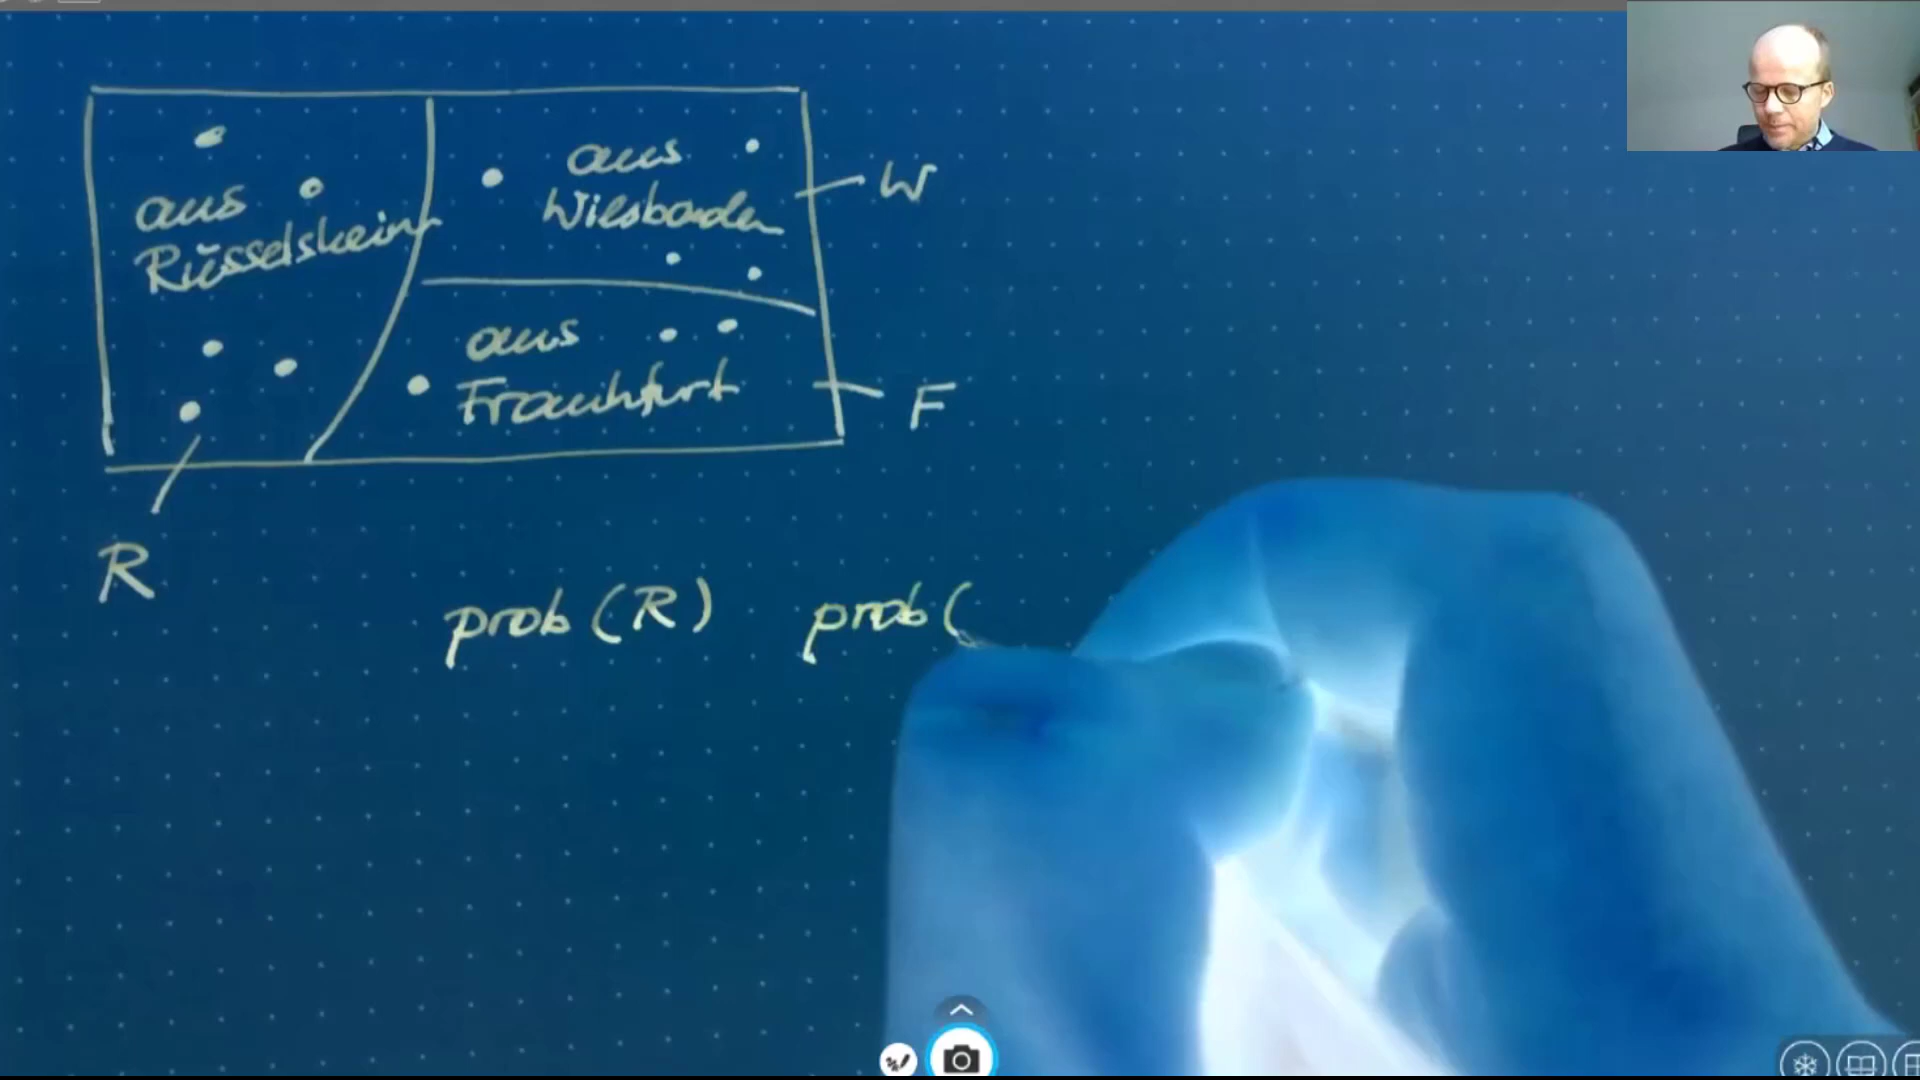 aus
Rüsselsheim
aus
Wiesbaden
W
aus
Frankfurt
F
R
prob (R) prob (